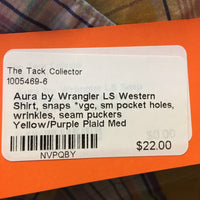 The Tack Collector
1005469-6
Aura by Wrangler LS Western
Shirt, snaps *vgc, sm pocket holes,
wrinkles, seam puckers
Yellow/Purple Plaid Med
$0.00
$22.00
NVPQBY